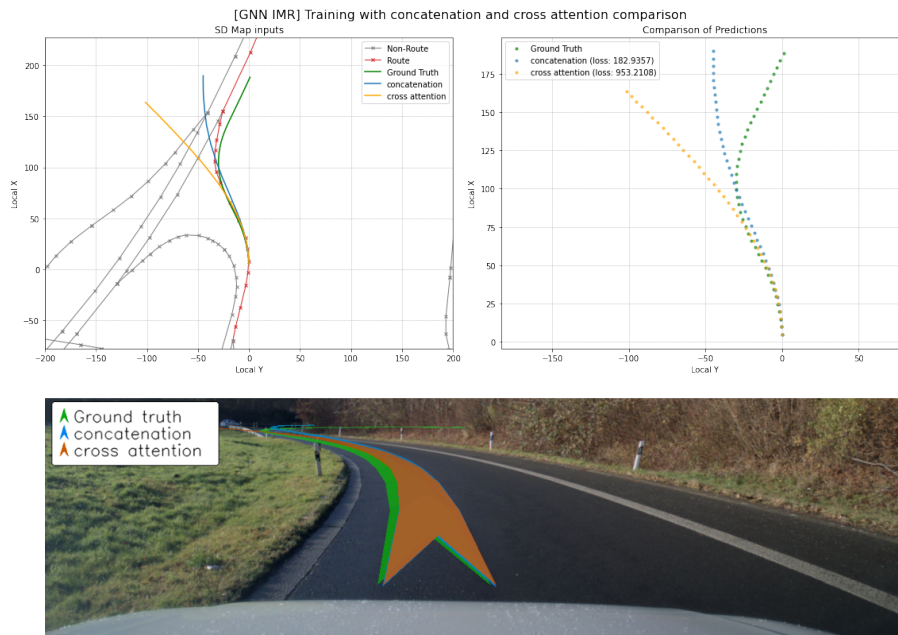 [GNN IMR] Training with concatenation and cross attention comparison
SD Map inputs
Non-Route
Route
Ground Truth
concatenation
cross attention
200
150
100
50
0
−50
Local X
−200
−150
−100
−50
0
50
100
150
200
Local Y
Comparison of Predictions
Ground Truth
concatenation (loss: 182.9357)
cross attention (loss: 953.2108)
175
150
125
100
75
50
25
0
Local X
−150
−100
−50
0
50
Local Y
Ground truth
concatenation
cross attention